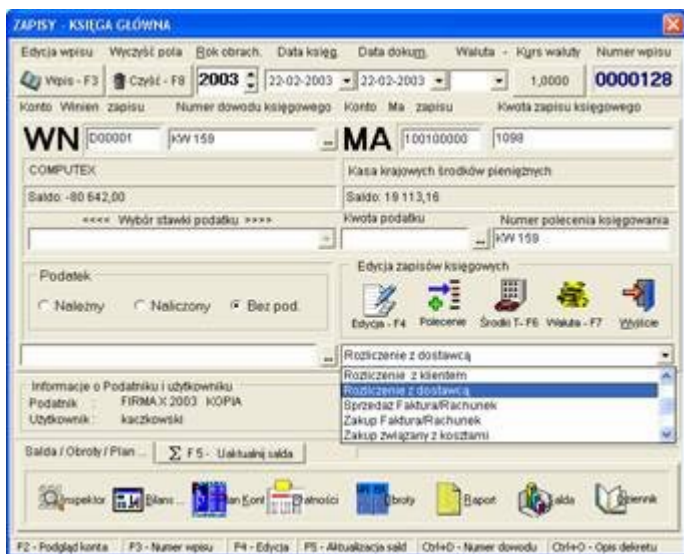 ZAPISY - KSIĘGA GŁÓWNA
Edycja wpisu Wyczyść pola Rok obrach. Data księg. Data dokum. Waluta - Kurs waluty Numer wpisu
Wpis - F3 Czyść - F8 2003 22-02-2003 22-02-2003 1,0000 0000128
Konto Winien zapisu Numer dowodu księgowego Konto Ma zapisu Kwota zapisu księgowego
WN D00001 KW 159 ... MA 100100000 1098
COMPUTEX Kasa krajowych środków pieniężnych
Saldo: -80 642,00 Saldo: 19 113,16
<<<< Wybór stawki podatku >>>> Kwota podatku Numer polecenia księgowania
... KW 159
Podatek Edycja zapisów księgowych
Należny Naliczony Bez pod.
Edycja - F4 Polecenie Środki T- F6 Waluta - F7 Wyjście
... Rozliczenie z dostawcą
Rozliczenie z klientem
Rozliczenie z dostawcą
Sprzedaż Faktura/Rachunek
Zakup Faktura/Rachunek
Zakup związany z kosztami
Informacje o Podatniku i użytkowniku
Podatnik : FIRMA X 2003 KOPIA
Użytkownik : kaczkowski
Salda / Obroty / Plan ... Σ F5 - Uaktualnij salda
Inspektor Bilans ... Plan Kont Płatności Obroty Raport Salda Dziennik
F2 - Podgląd konta F3 - Numer wpisu F4 - Edycja F5 - Aktualizacja sald Ctrl+D - Numer dowodu Ctrl+O - Opis dekretu